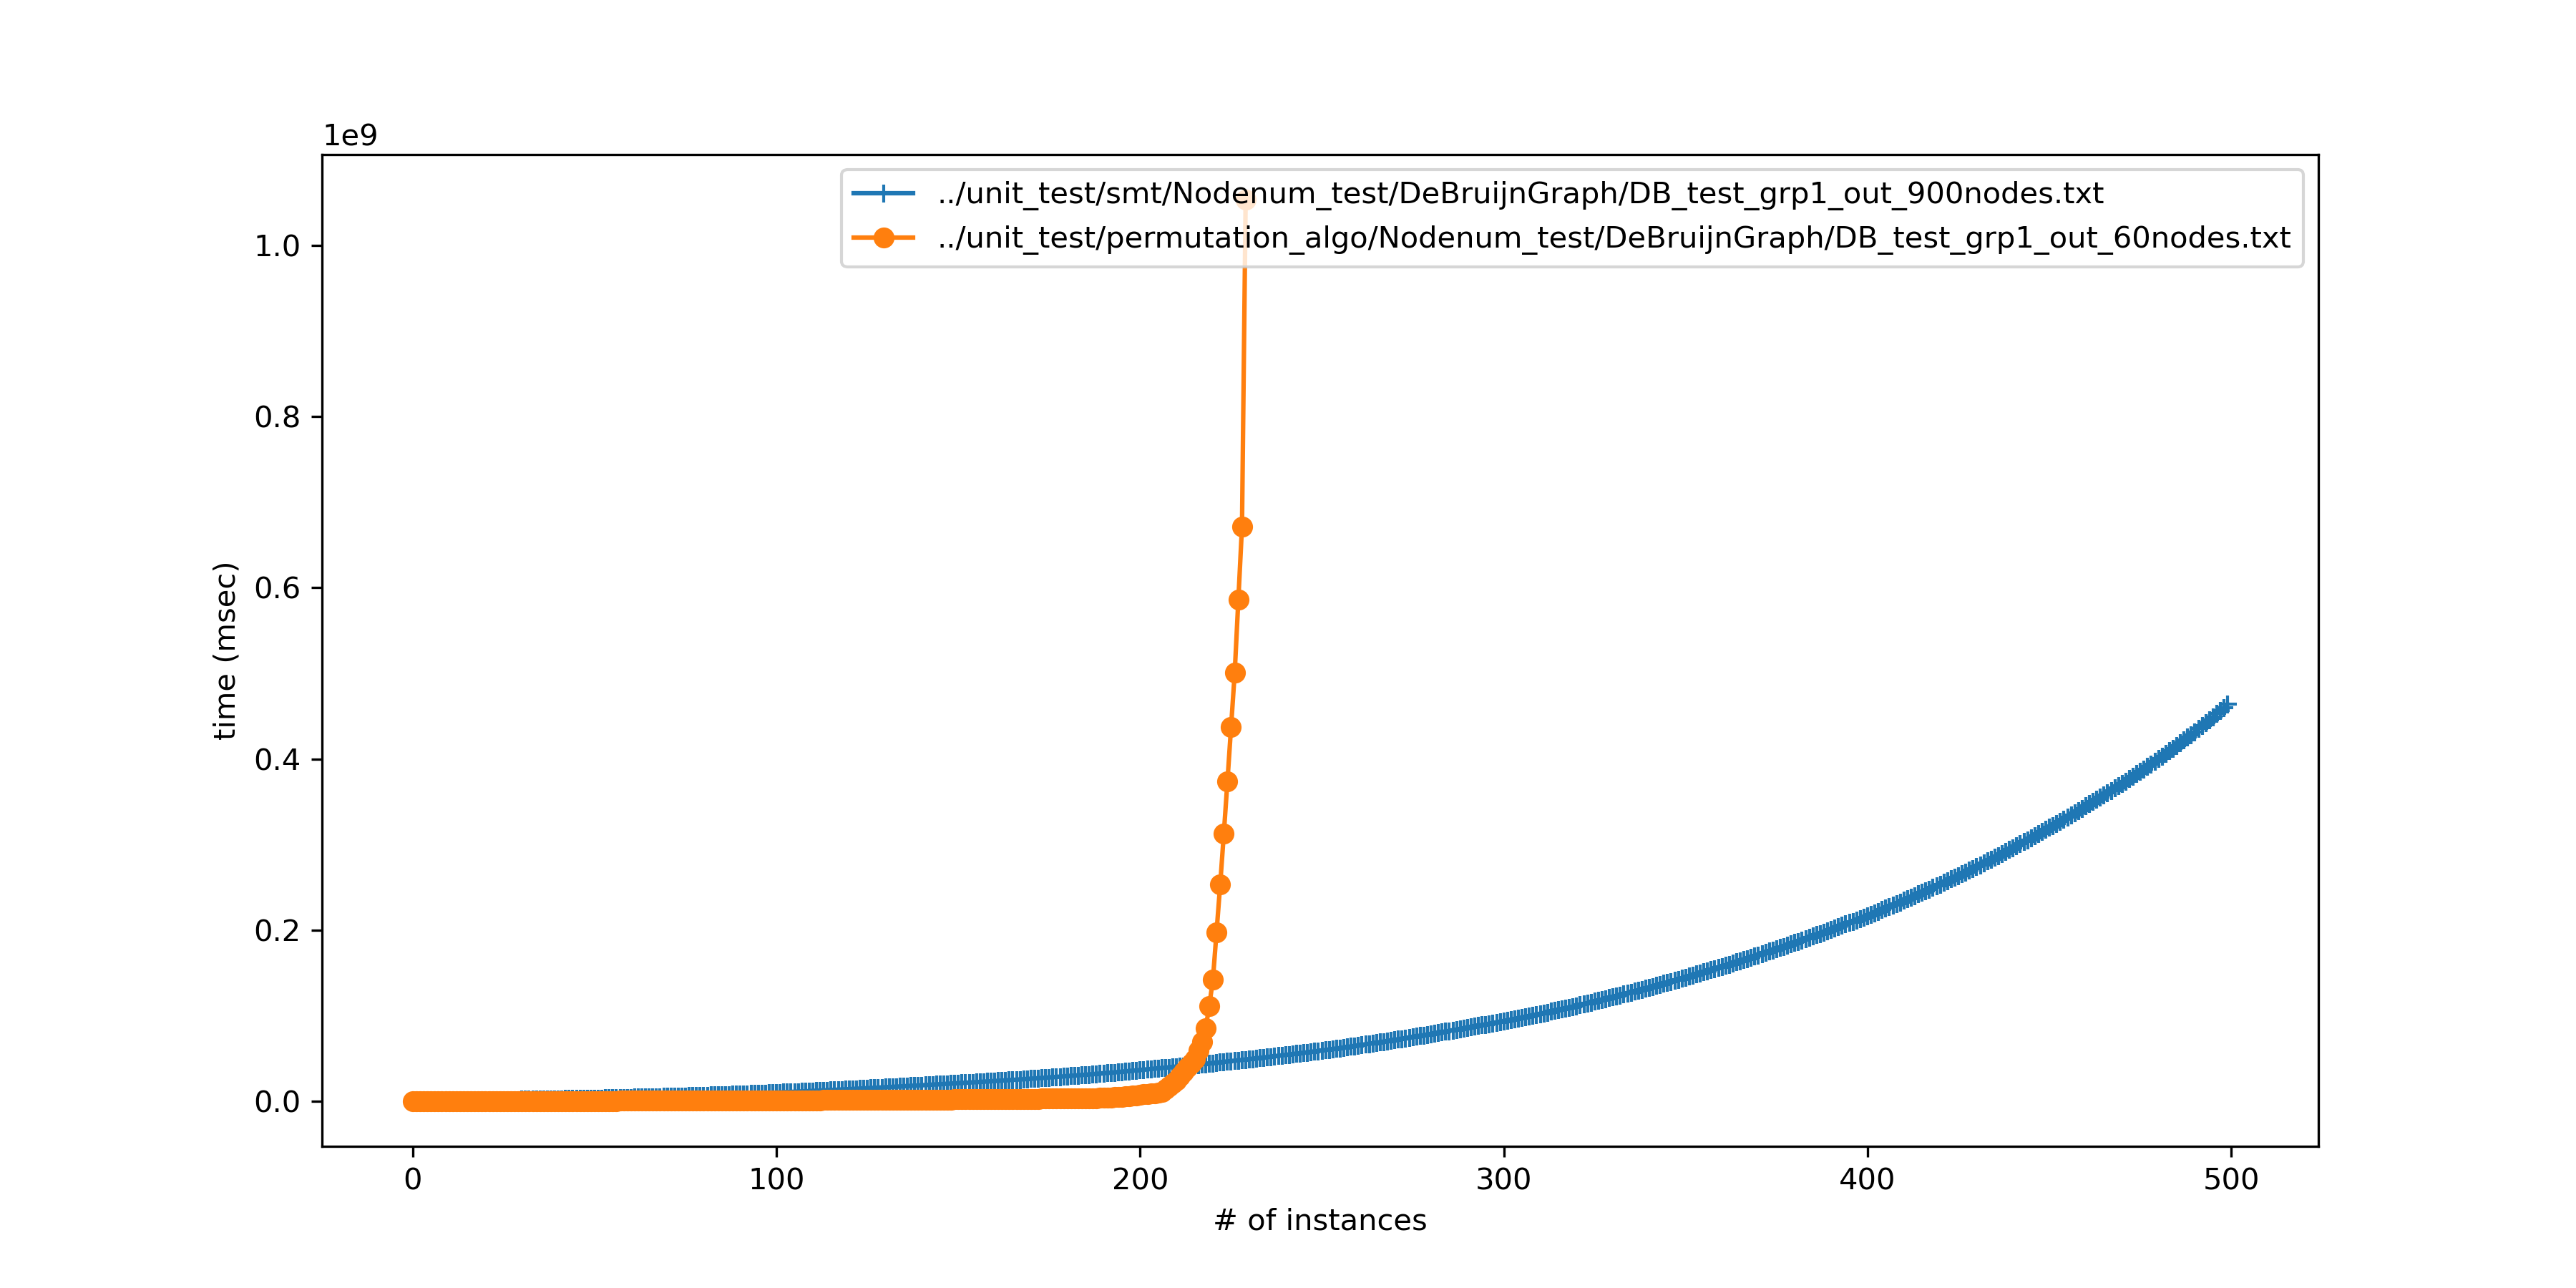 1e9
../unit_test/smt/Nodenum_test/DeBruijnGraph/DB_test_grp1_out_900nodes.txt
../unit_test/permutation_algo/Nodenum_test/DeBruijnGraph/DB_test_grp1_out_60nodes.txt
1.0
0.8
0.6
0.4
0.2
0.0
time (msec)
0 100 200 300 400 500
# of instances